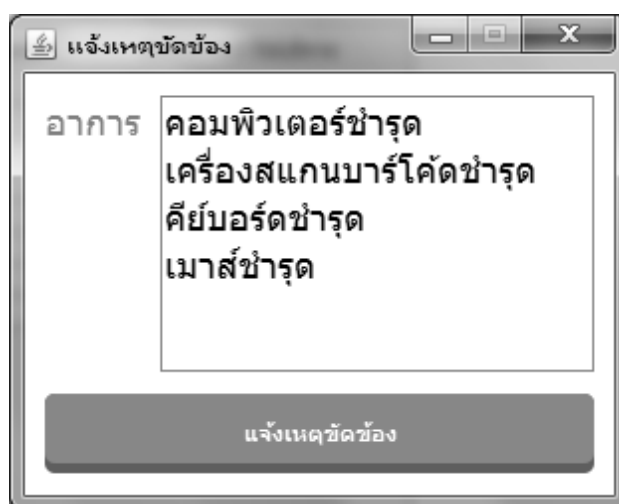 แจ้งเหตุขัดข้อง
อาการ
คอมพิวเตอร์ชำรุด
เครื่องสแกนบาร์โค้ดชำรุด
คีย์บอร์ดชำรุด
เมาส์ชำรุด
แจ้งเหตุขัดข้อง